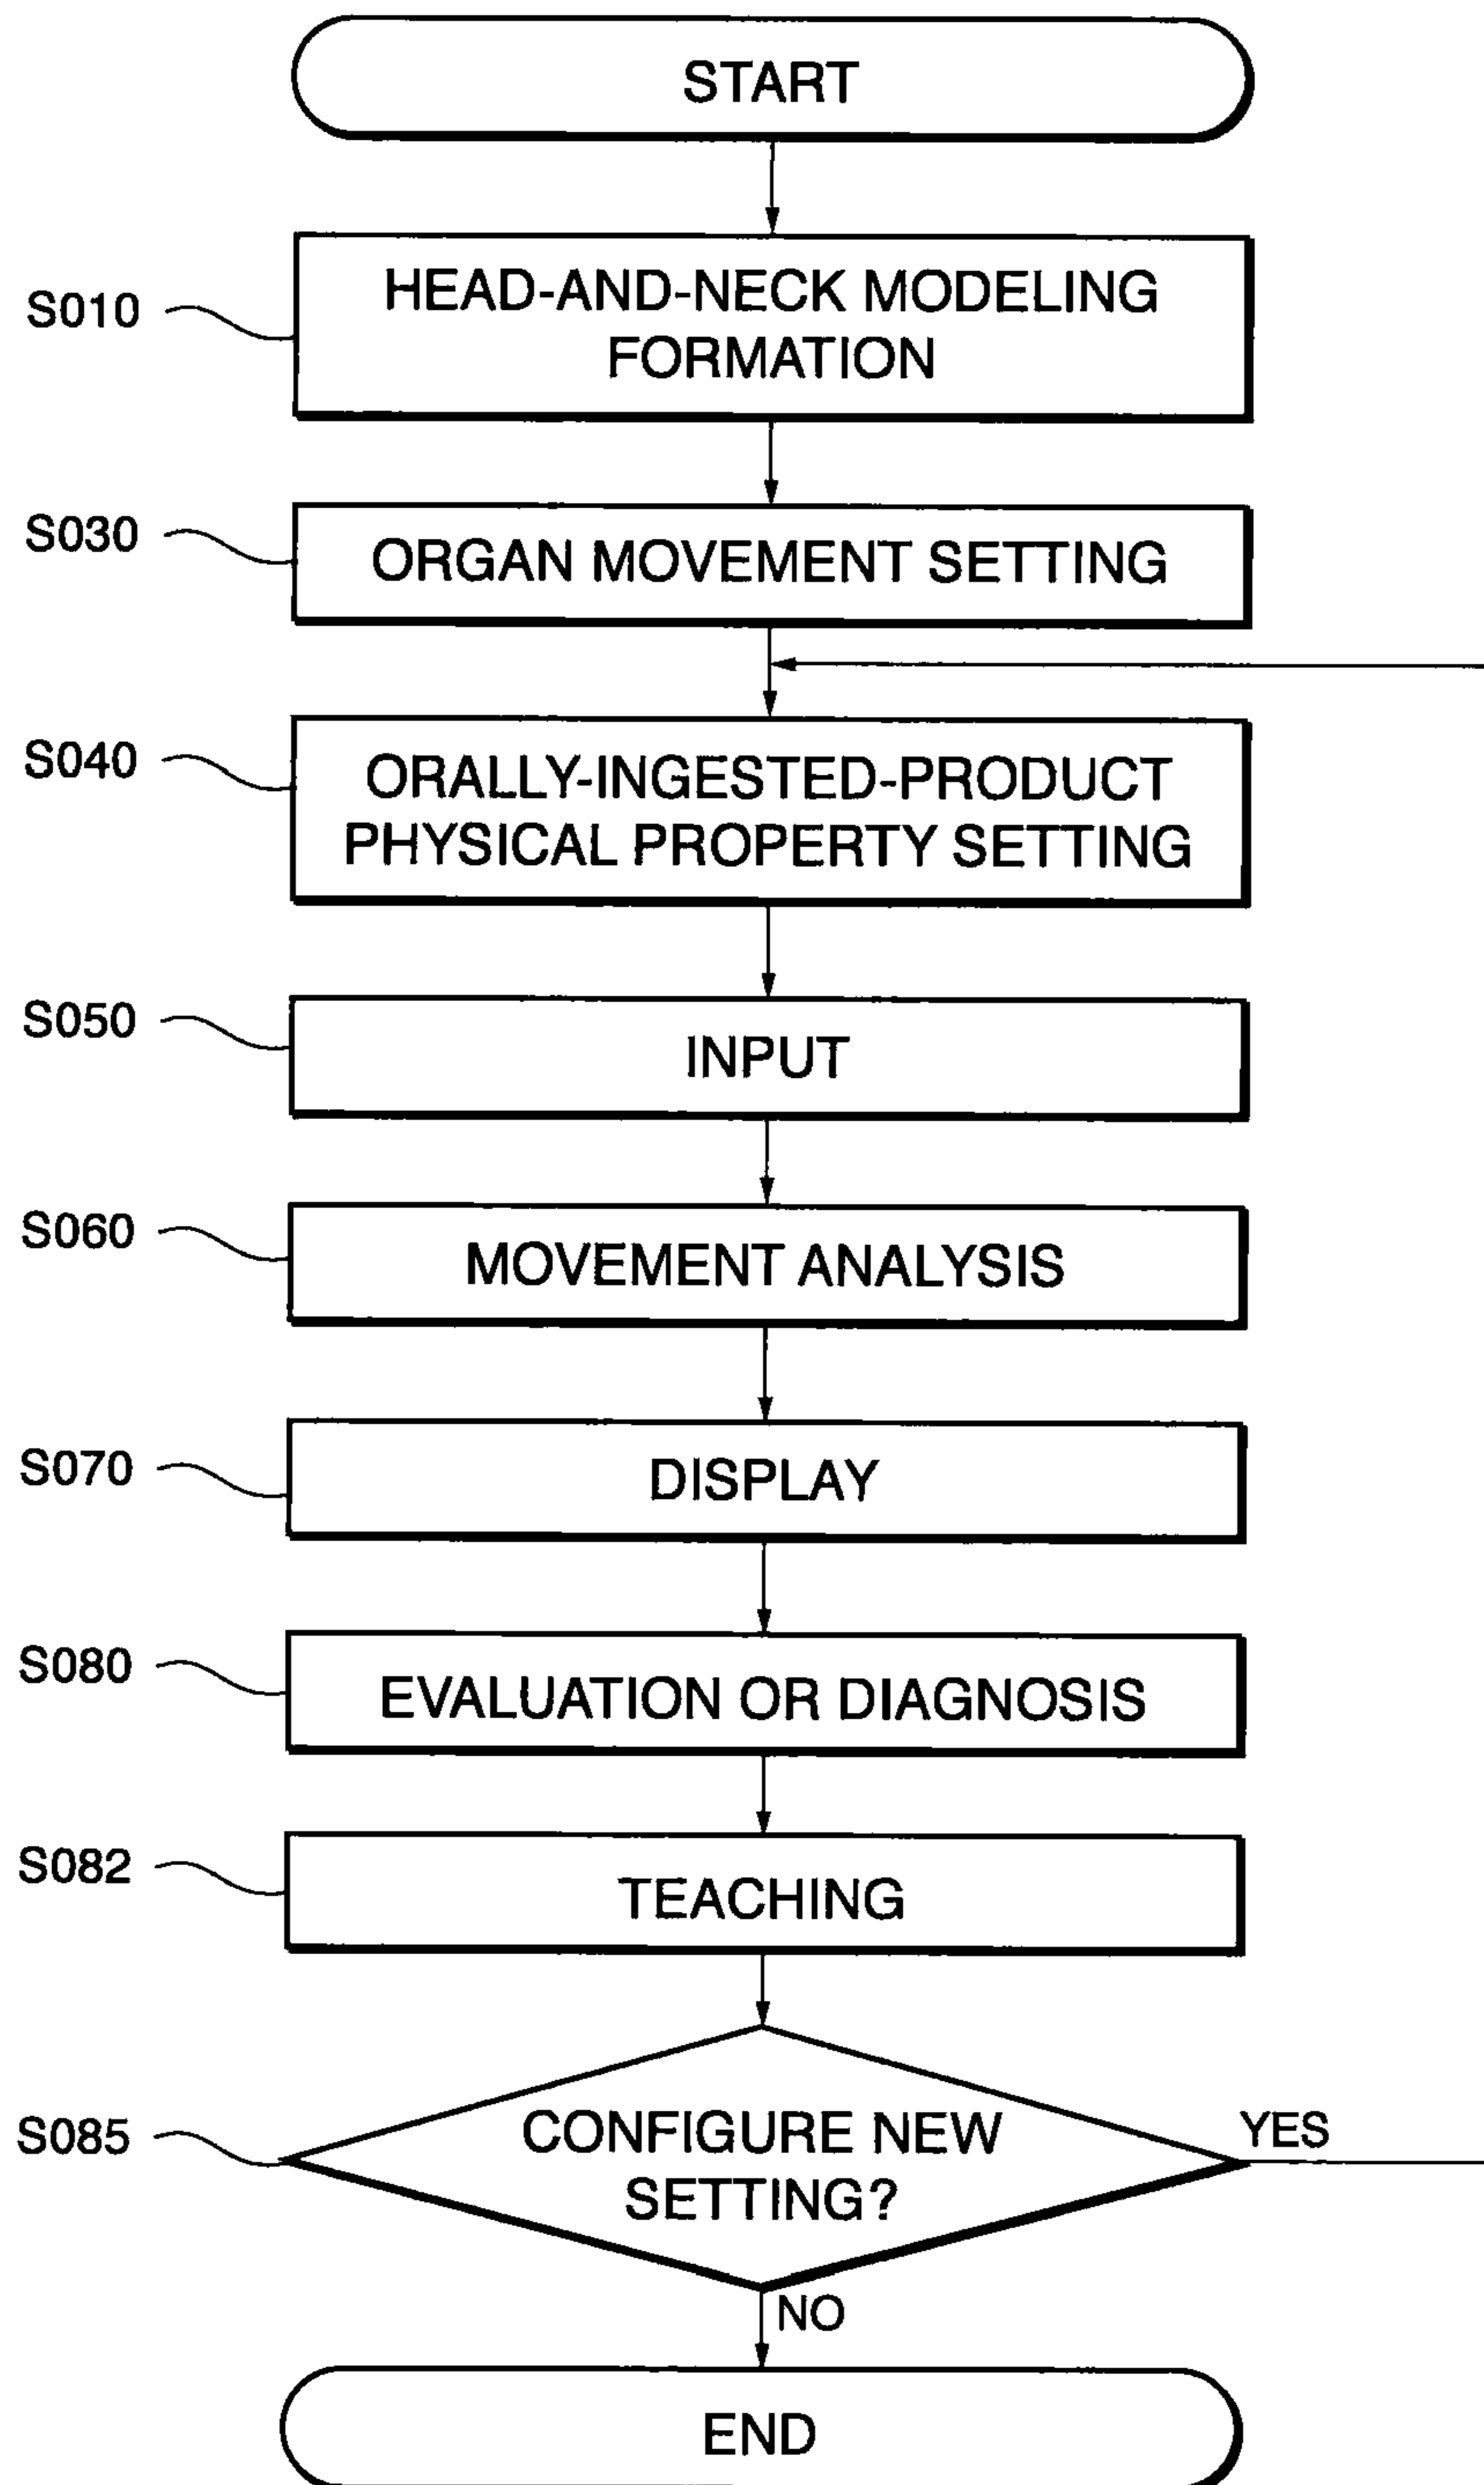 START
S010
HEAD-AND-NECK MODELING
FORMATION
S030
ORGAN MOVEMENT SETTING
S040
ORALLY-INGESTED-PRODUCT
PHYSICAL PROPERTY SETTING
S050
INPUT
S060
MOVEMENT ANALYSIS
S070
DISPLAY
S080
EVALUATION OR DIAGNOSIS
S082
TEACHING
S085
CONFIGURE NEW
SETTING?
YES
NO
END